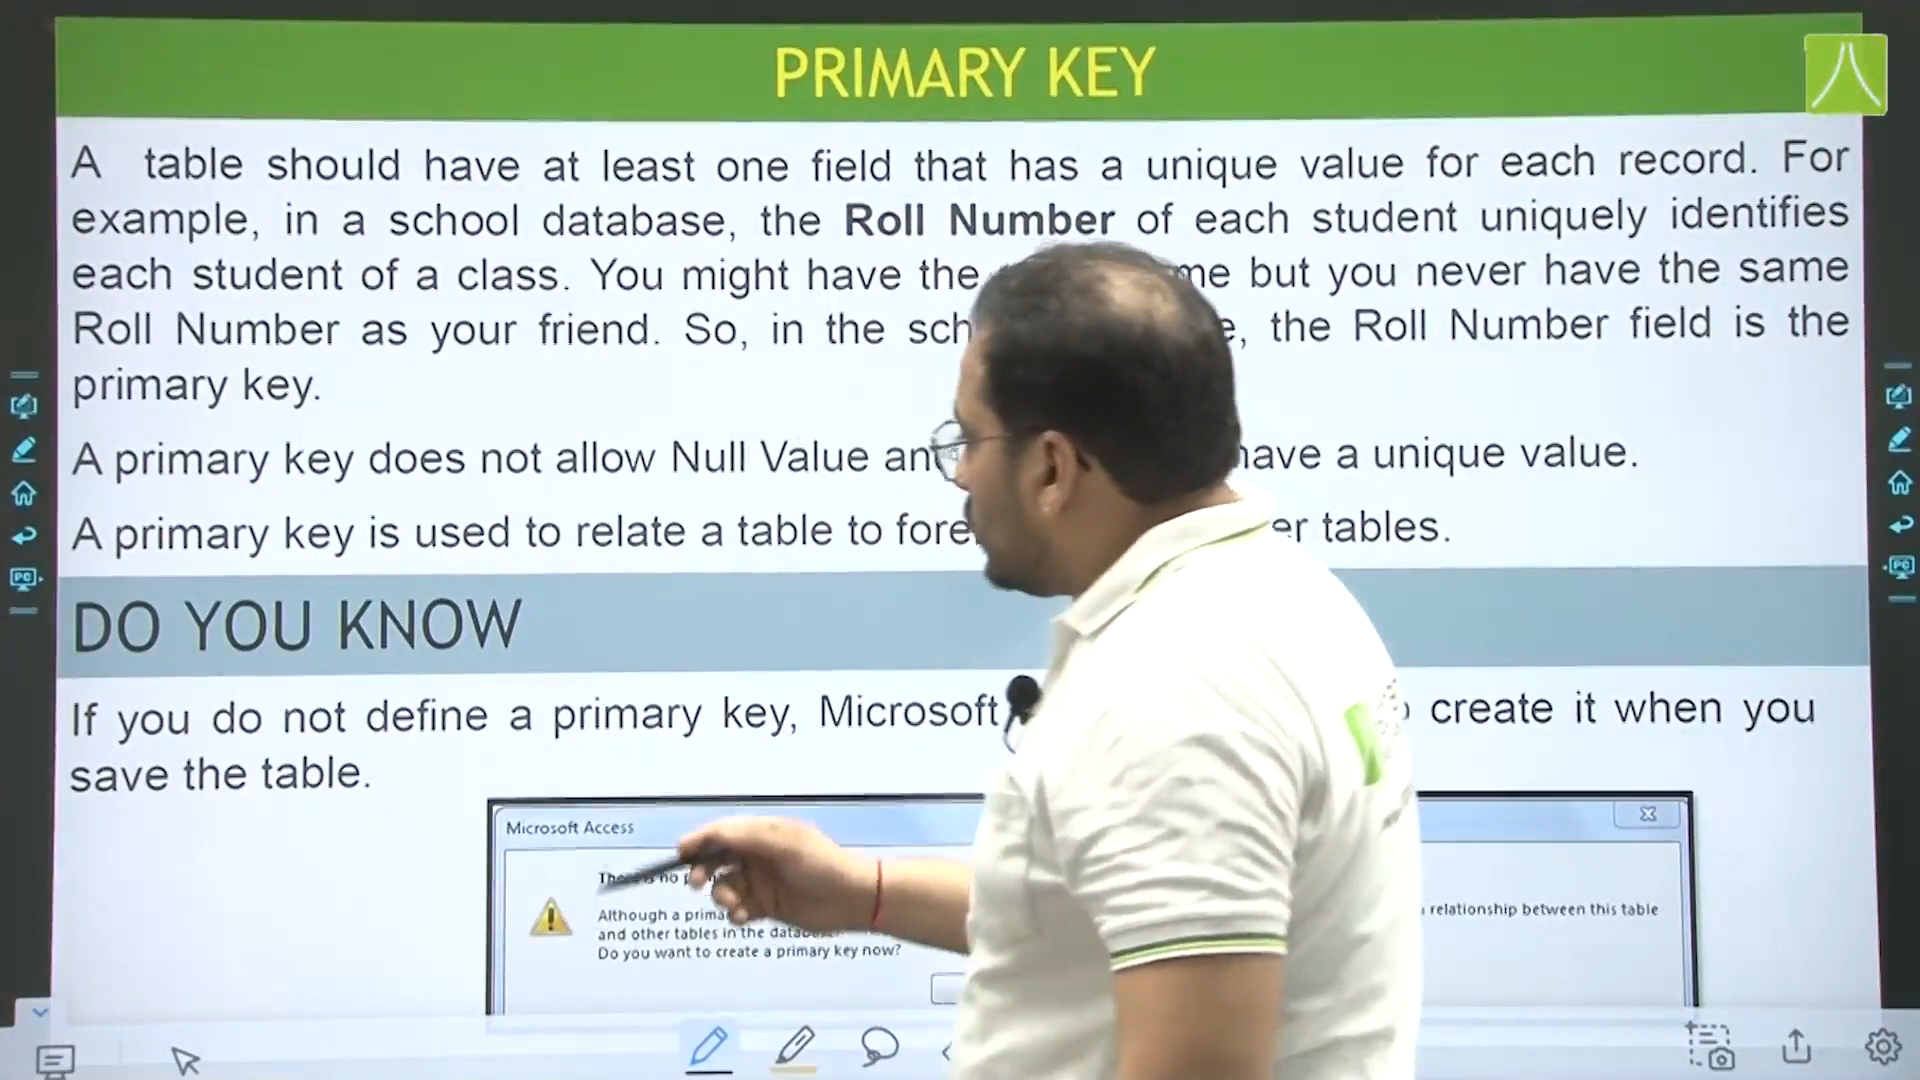 PRIMARY KEY
A table should have at least one field that has a unique value for each record. For
example, in a school database, the Roll Number of each student uniquely identifies
each student of a class. You might have the me but you never have the same
Roll Number as your friend. So, in the sch e, the Roll Number field is the
primary key.
A primary key does not allow Null Value an have a unique value.
A primary key is used to relate a table to fore er tables.
DO YOU KNOW
If you do not define a primary key, Microsoft create it when you
save the table.
Microsoft Access
There is no
Although a prima relationship between this table
and other tables in the database.
Do you want to create a primary key now?
PC
PC